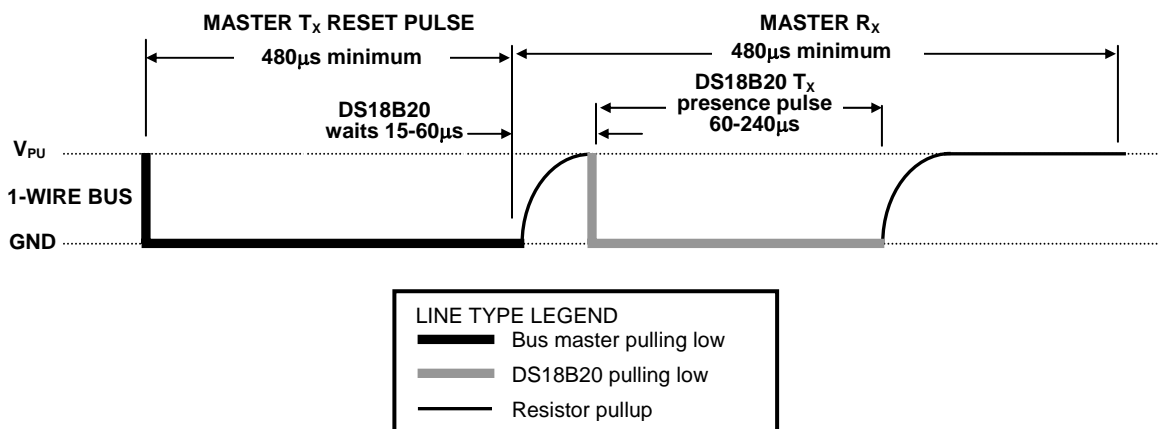 MASTER TX RESET PULSE
480μs minimum
MASTER RX
480μs minimum
DS18B20
waits 15-60μs
DS18B20 TX
presence pulse
60-240μs
VPU
1-WIRE BUS
GND
LINE TYPE LEGEND
Bus master pulling low
DS18B20 pulling low
Resistor pullup